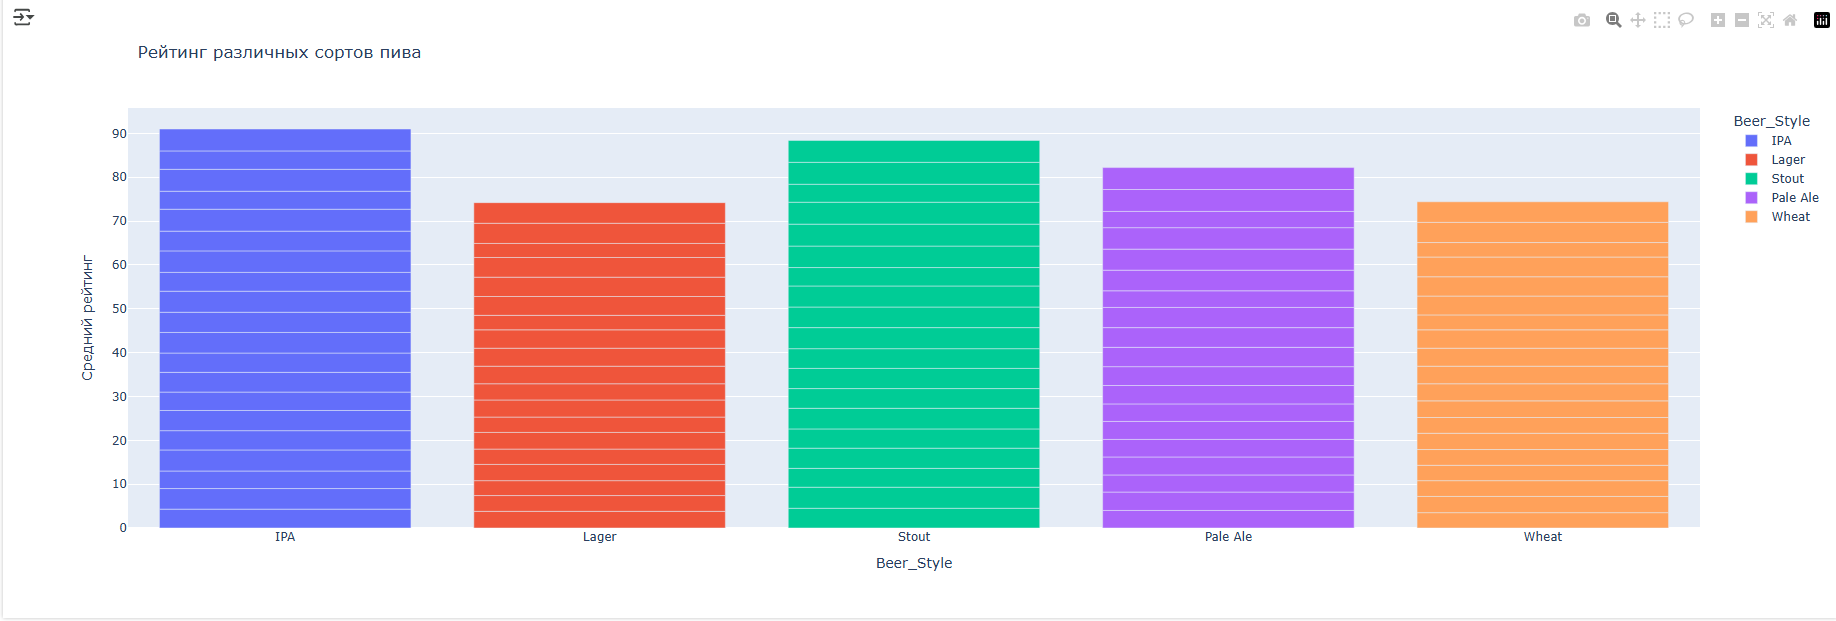 Рейтинг различных сортов пива
Средний рейтинг
90
80
70
60
50
40
30
20
10
0
IPA
Lager
Stout
Pale Ale
Wheat
Beer_Style
Beer_Style
IPA
Lager
Stout
Pale Ale
Wheat